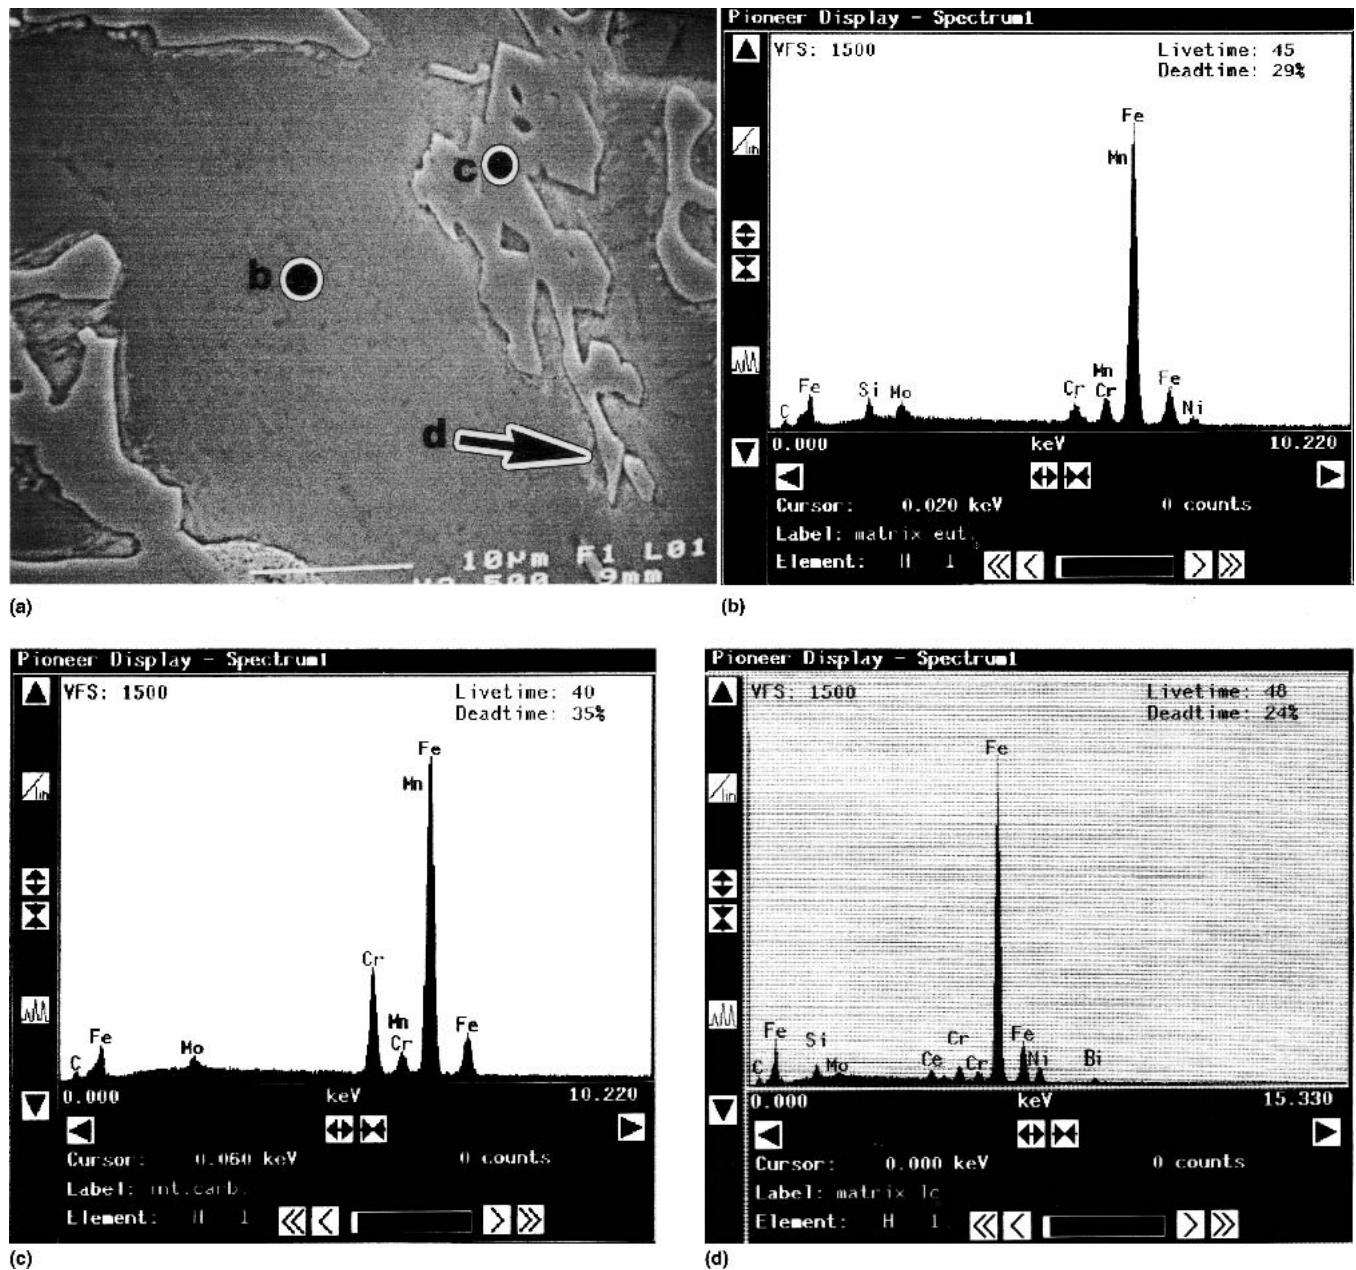 b
c
d
10µm F1 L01
500 9mm
(a)
Pioneer Display - Spectrum1
VFS: 1500
Livetime: 45
Deadtime: 29%
Fe
Mn
C
Fe
Si
Mo
Cr
Mn
Cr
Fe
Ni
0.000 keV 10.220
Cursor: 0.020 keV 0 counts
Label: matrix eut.
Element: H 1
(b)
Pioneer Display - Spectrum1
VFS: 1500
Livetime: 40
Deadtime: 35%
Fe
Mn
C
Fe
Mo
Cr
Mn
Cr
Fe
0.000 keV 10.220
Cursor: 0.060 keV 0 counts
Label: int.carb.
Element: H 1
(c)
Pioneer Display - Spectrum1
VFS: 1500
Livetime: 48
Deadtime: 24%
Fe
C
Fe
Si
Mo
Ce
Cr
Cr
Fe
Ni
Bi
0.000 keV 15.330
Cursor: 0.000 keV 0 counts
Label: matrix lc
Element: H 1
(d)